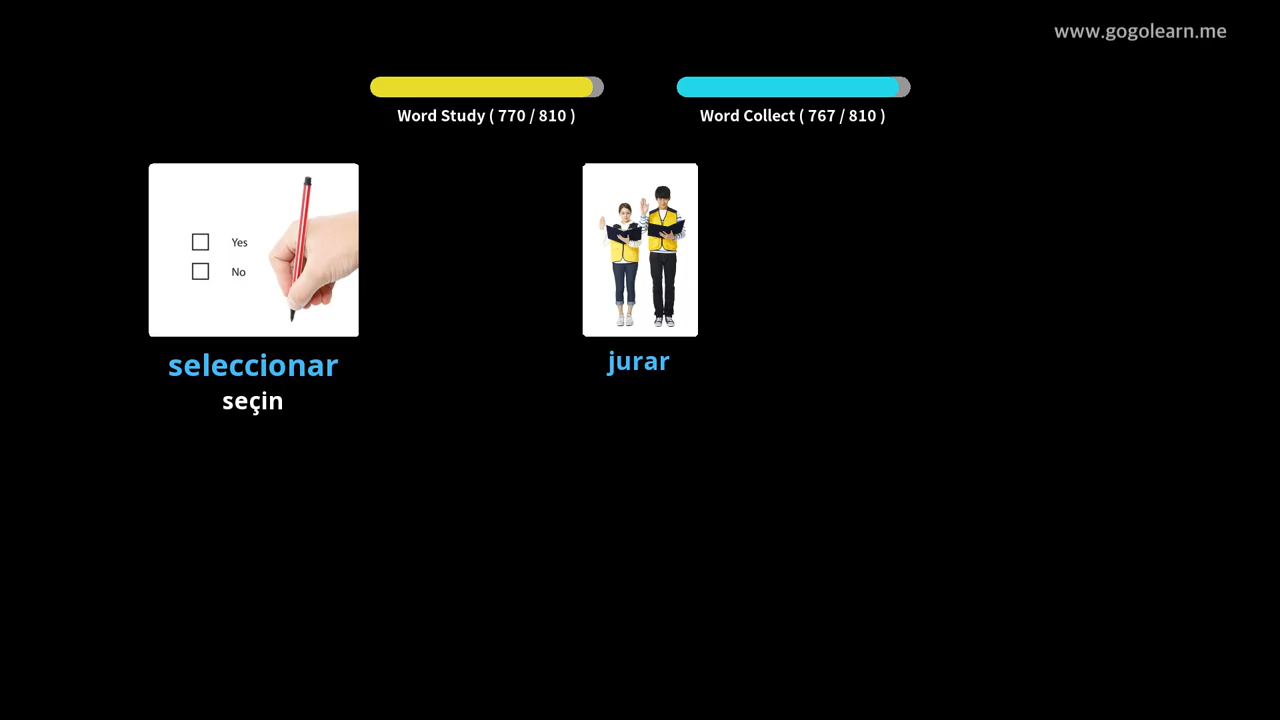 www.gogolearn.me
Word Study ( 770 / 810 )
Word Collect ( 767 / 810 )
Yes
No
seleccionar
seçin
jurar